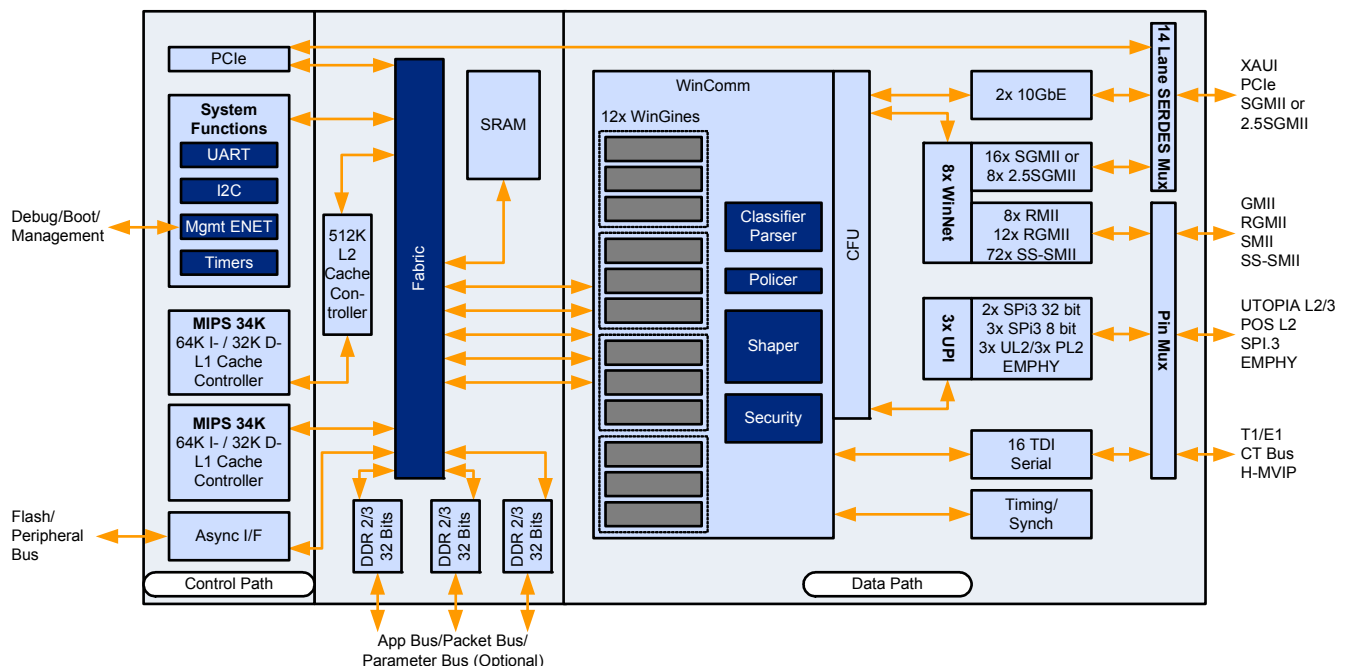 PCIe
System
Functions
UART
I2C
Mgmt ENET
Timers
Debug/Boot/
Management
MIPS 34K
64K I- / 32K D-
L1 Cache
Controller
MIPS 34K
64K I- / 32K D-
L1 Cache
Controller
Flash/
Peripheral
Bus
Async I/F
Control Path
512K
L2
Cache
Con-
troller
Fabric
SRAM
DDR 2/3
32 Bits
DDR 2/3
32 Bits
DDR 2/3
32 Bits
App Bus/Packet Bus/
Parameter Bus (Optional)
WinComm
12x WinGines
Classifier
Parser
Policer
Shaper
Security
CFU
2x 10GbE
8x WinNet
16x SGMII or
8x 2.5SGMII
8x RMII
12x RGMII
72x SS-SMII
3x UPI
2x SPi3 32 bit
3x SPi3 8 bit
3x UL2/3x PL2
EMPHY
16 TDI
Serial
Timing/
Synch
Data Path
14 Lane SERDES Mux
Pin Mux
XAUI
PCIe
SGMII or
2.5SGMII
GMII
RGMII
SMII
SS-SMII
UTOPIA L2/3
POS L2
SPI.3
EMPHY
T1/E1
CT Bus
H-MVIP